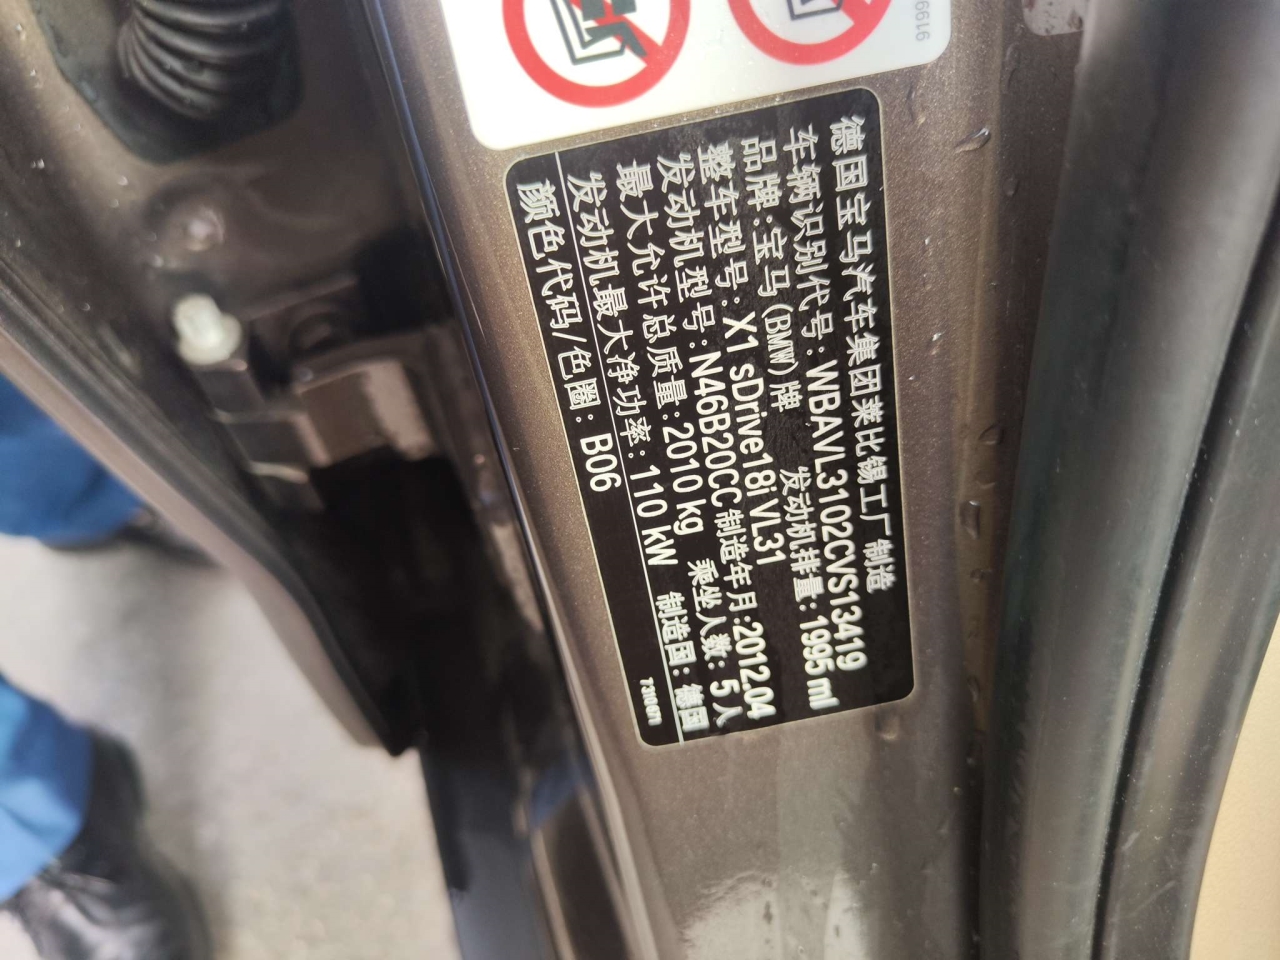 6616
德国宝马汽车集团莱比锡工厂制造
车辆识别代号: WBAVL3102CVS13419
品牌: 宝马(BMW)牌 发动机排量: 1995 ml
整车型号: X1 sDrive18i VL31
发动机型号: N46B20CC 制造年月: 2012.04
最大允许总质量: 2010 kg 乘坐人数: 5人
发动机最大净功率: 110 kW 制造国: 德国
颜色代码/色圈: B06